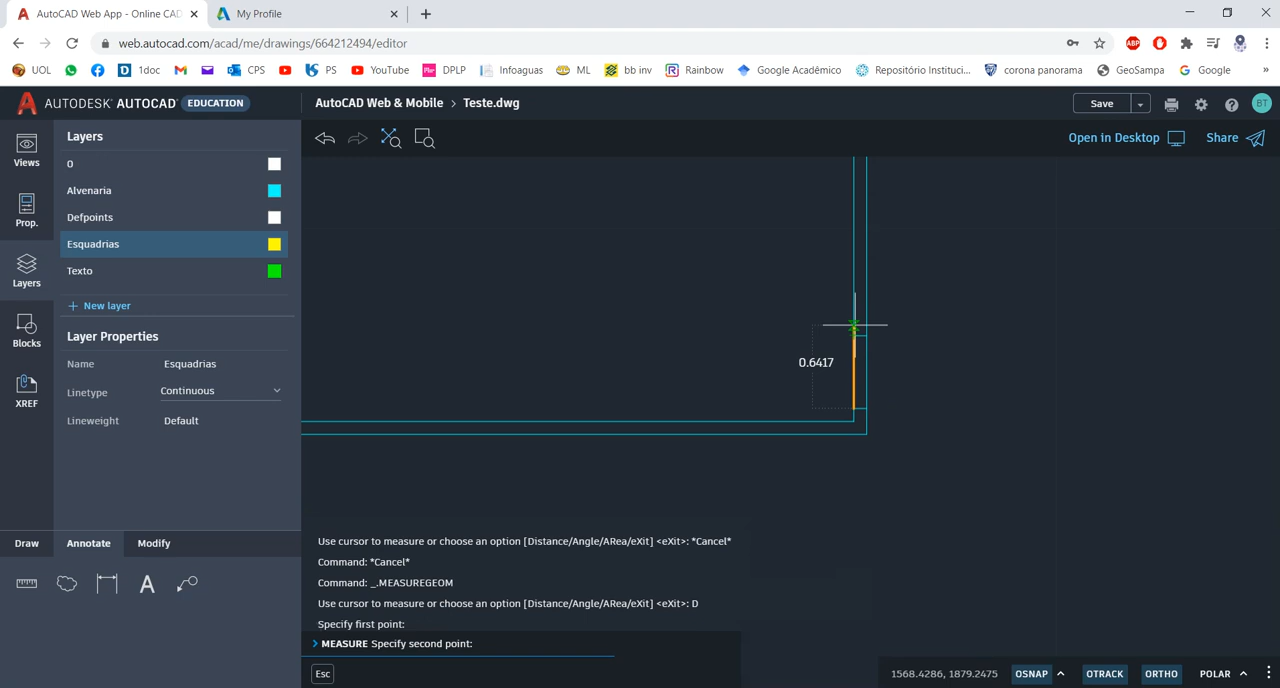 AutoCAD Web App - Online CAD
My Profile
web.autocad.com/acad/me/drawings/664212494/editor
UOL
1doc
CPS
PS
YouTube
DPLP
Infoaguas
ML
bb inv
Rainbow
Google Acadêmico
Repositório Instituci...
corona panorama
GeoSampa
Google
»
AUTODESK® AUTOCAD® EDUCATION
AutoCAD Web & Mobile > Teste.dwg
Save
BT
Views
Prop.
Layers
Blocks
XREF
Layers
0
Alvenaria
Defpoints
Esquadrias
Texto
+ New layer
Layer Properties
Name Esquadrias
Linetype Continuous
Lineweight Default
Open in Desktop
Share
0.6417
Draw
Annotate
Modify
Use cursor to measure or choose an option [Distance/Angle/ARea/eXit] <eXit>: *Cancel*
Command: *Cancel*
Command: _.MEASUREGEOM
Use cursor to measure or choose an option [Distance/Angle/ARea/eXit] <eXit>: D
Specify first point:
> MEASURE Specify second point:
Esc
1568.4286, 1879.2475
OSNAP
OTRACK
ORTHO
POLAR